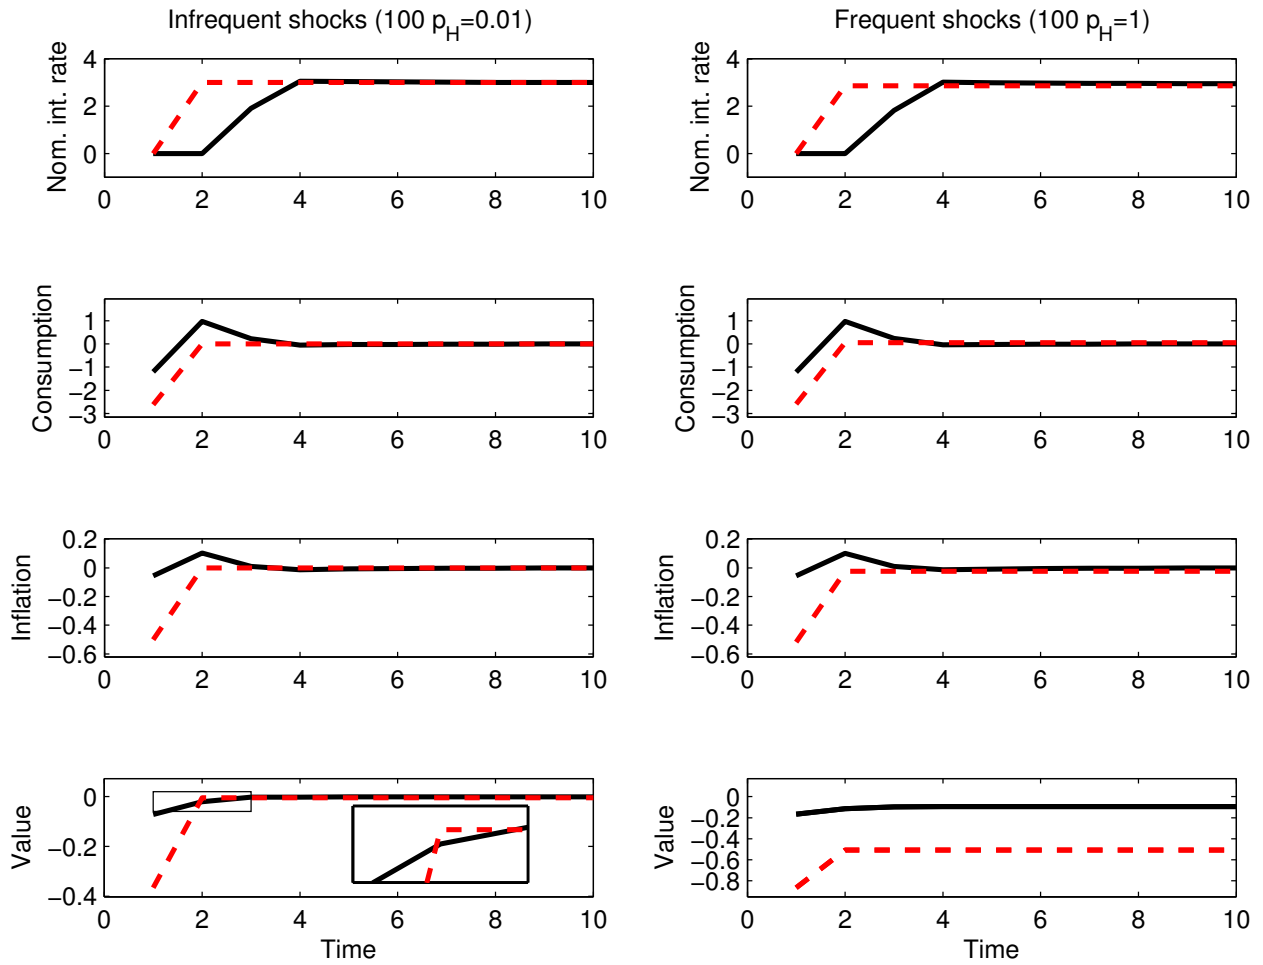 Infrequent shocks (100 p_H=0.01)
Nom. int. rate
4
2
0
0 2 4 6 8 10
Consumption
1
0
−1
−2
−3
0 2 4 6 8 10
Inflation
0.2
0
−0.2
−0.4
−0.6
0 2 4 6 8 10
Value
0
−0.2
−0.4
0 2 4 6 8 10
Time
Frequent shocks (100 p_H=1)
Nom. int. rate
4
2
0
0 2 4 6 8 10
Consumption
1
0
−1
−2
−3
0 2 4 6 8 10
Inflation
0.2
0
−0.2
−0.4
−0.6
0 2 4 6 8 10
Value
0
−0.2
−0.4
−0.6
−0.8
0 2 4 6 8 10
Time